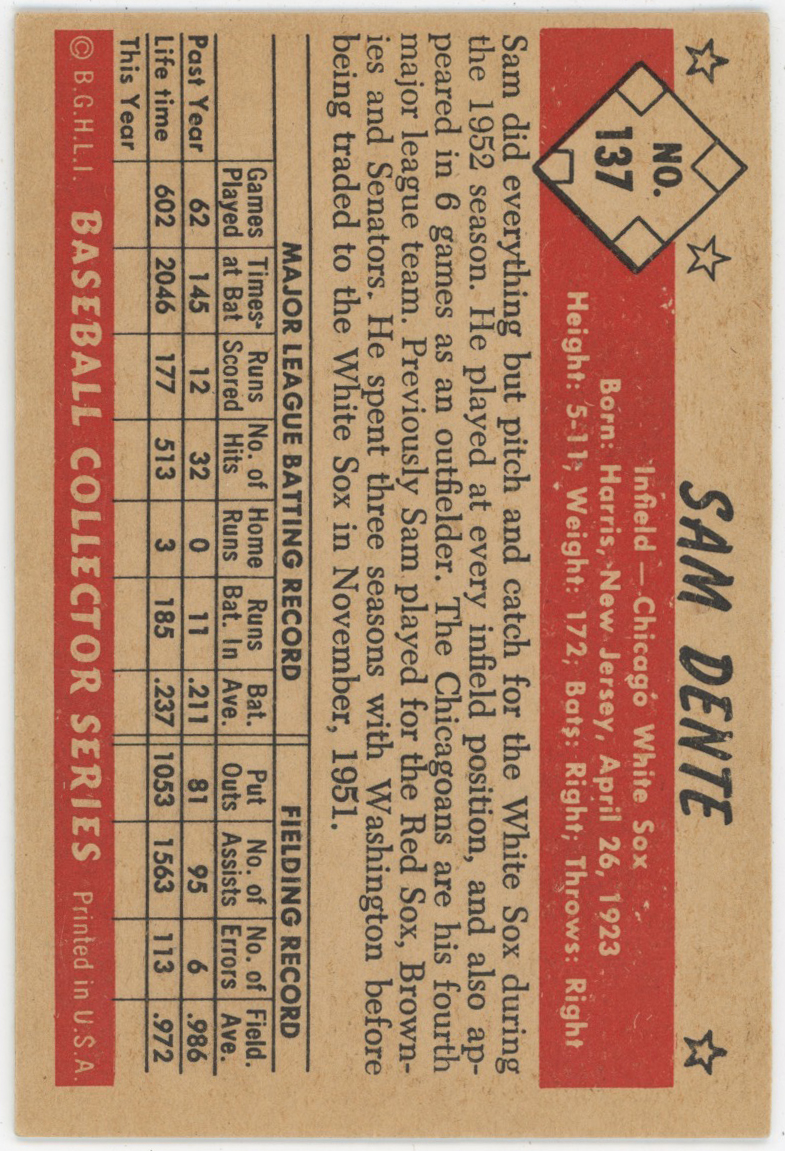 SAM DENTE
NO.
137
Infield — Chicago White Sox
Born: Harris, New Jersey, April 26, 1923
Height: 5-11; Weight: 172; Bats: Right; Throws: Right
Sam did everything but pitch and catch for the White Sox during
the 1952 season. He played at every infield position, and also ap-
peared in 6 games as an outfielder. The Chicagoans are his fourth
major league team. Previously Sam played for the Red Sox, Brown-
ies and Senators. He spent three seasons with Washington before
being traded to the White Sox in November, 1951.
MAJOR LEAGUE BATTING RECORD FIELDING RECORD
Games Times- Runs No. of Home Runs Bat. Put No. of No. of Field.
Played at Bat Scored Hits Runs Bat. In Ave. Outs Assists Errors Ave.
Past Year 62 145 12 32 0 11 .211 81 95 6 .986
Life time 602 2046 177 513 3 185 .237 1053 1563 113 .972
This Year
© B.G.H.L.I. BASEBALL COLLECTOR SERIES Printed in U.S.A.